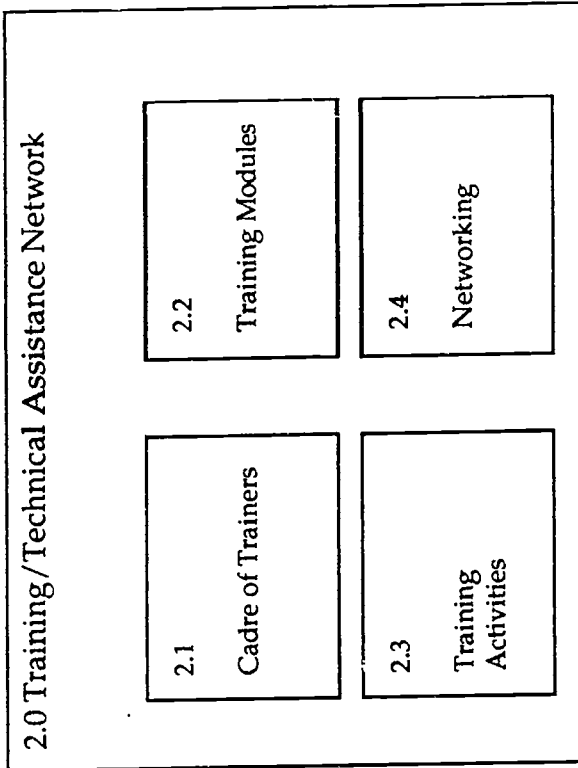 2.0 Training/Technical Assistance Network
2.1
Cadre of Trainers
2.2
Training Modules
2.3
Training
Activities
2.4
Networking